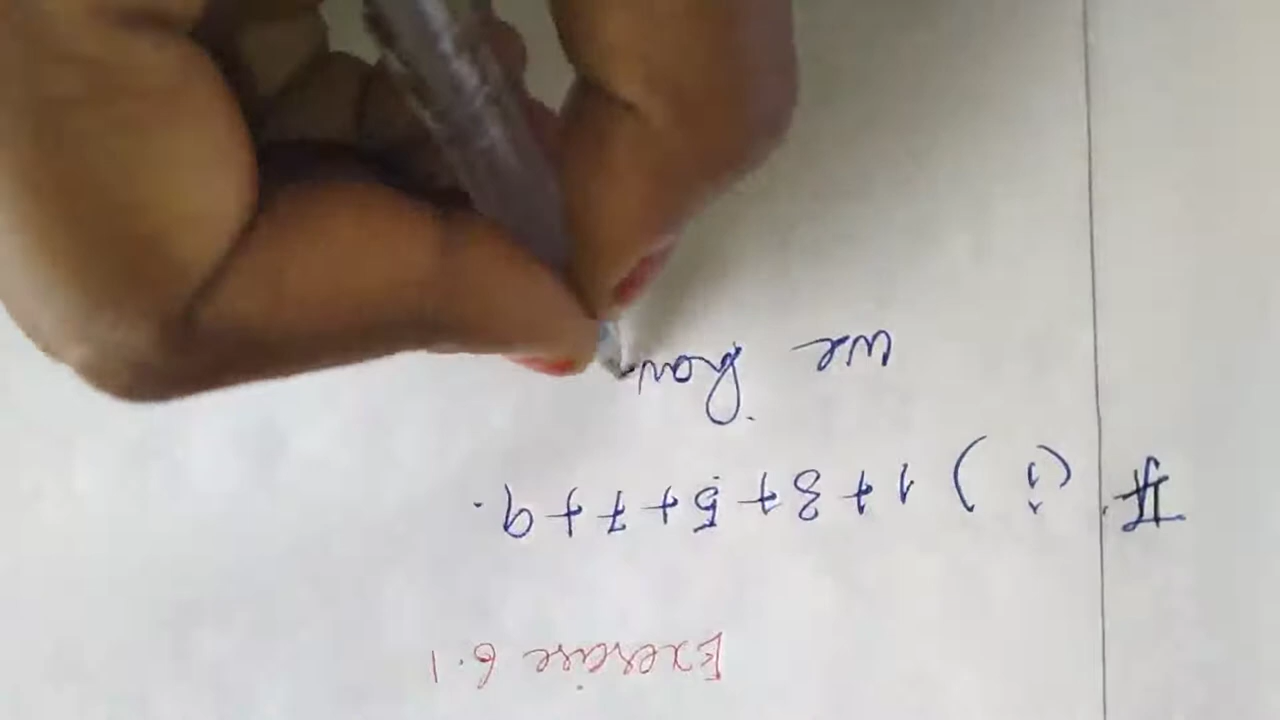 Exercise 6.1
II. (i) 1+3+5+7+9.
we hav